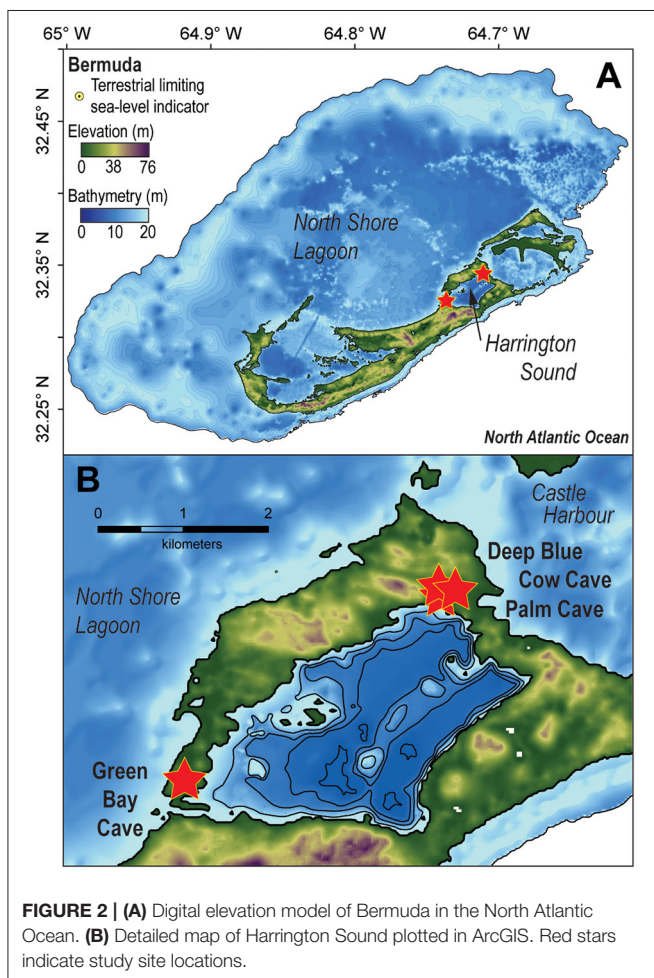 65° W 64.9° W 64.8° W 64.7° W
A
Bermuda
Terrestrial limiting
sea-level indicator
Elevation (m)
0 38 76
Bathymetry (m)
0 10 20
32.45° N
32.35° N
32.25° N
North Shore
Lagoon
Harrington
Sound
North Atlantic Ocean
B
0 1 2
kilometers
Castle
Harbour
North Shore
Lagoon
Deep Blue
Cow Cave
Palm Cave
Green
Bay
Cave
FIGURE 2 | (A) Digital elevation model of Bermuda in the North Atlantic
Ocean. (B) Detailed map of Harrington Sound plotted in ArcGIS. Red stars
indicate study site locations.